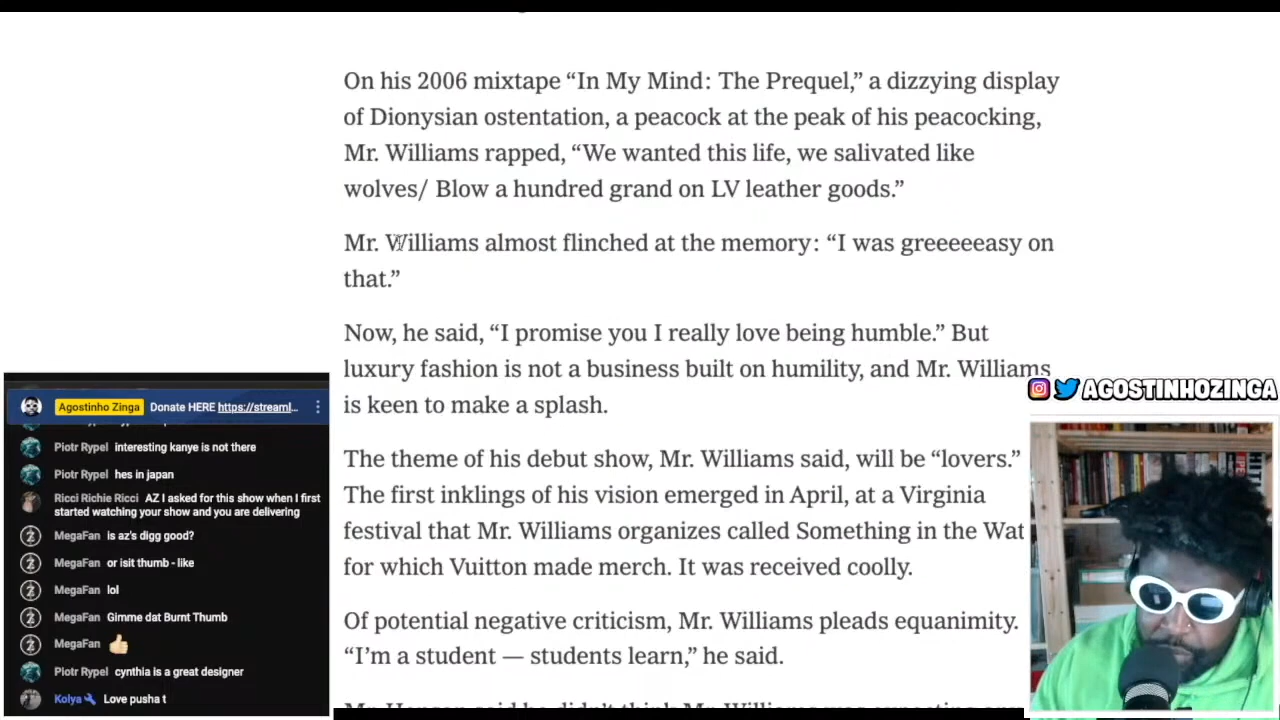 On his 2006 mixtape “In My Mind: The Prequel,” a dizzying display
of Dionysian ostentation, a peacock at the peak of his peacocking,
Mr. Williams rapped, “We wanted this life, we salivated like
wolves/ Blow a hundred grand on LV leather goods.”
Mr. Williams almost flinched at the memory: “I was greeeeeasy on
that.”
Now, he said, “I promise you I really love being humble.” But
luxury fashion is not a business built on humility, and Mr. Williams
is keen to make a splash.
The theme of his debut show, Mr. Williams said, will be “lovers.”
The first inklings of his vision emerged in April, at a Virginia
festival that Mr. Williams organizes called Something in the Wat
for which Vuitton made merch. It was received coolly.
Of potential negative criticism, Mr. Williams pleads equanimity.
“I’m a student — students learn,” he said.
Agostinho Zinga Donate HERE https://streaml...
Piotr Rypel interesting kanye is not there
Piotr Rypel hes in japan
Ricci Richie Ricci AZ I asked for this show when I first
started watching your show and you are delivering
MegaFan is az's digg good?
MegaFan or isit thumb-like
MegaFan lol
MegaFan Gimme dat Burnt Thumb
MegaFan 👍🏼
Piotr Rypel cynthia is a great designer
Kolya Love pusha t
AGOSTINHOZINGA